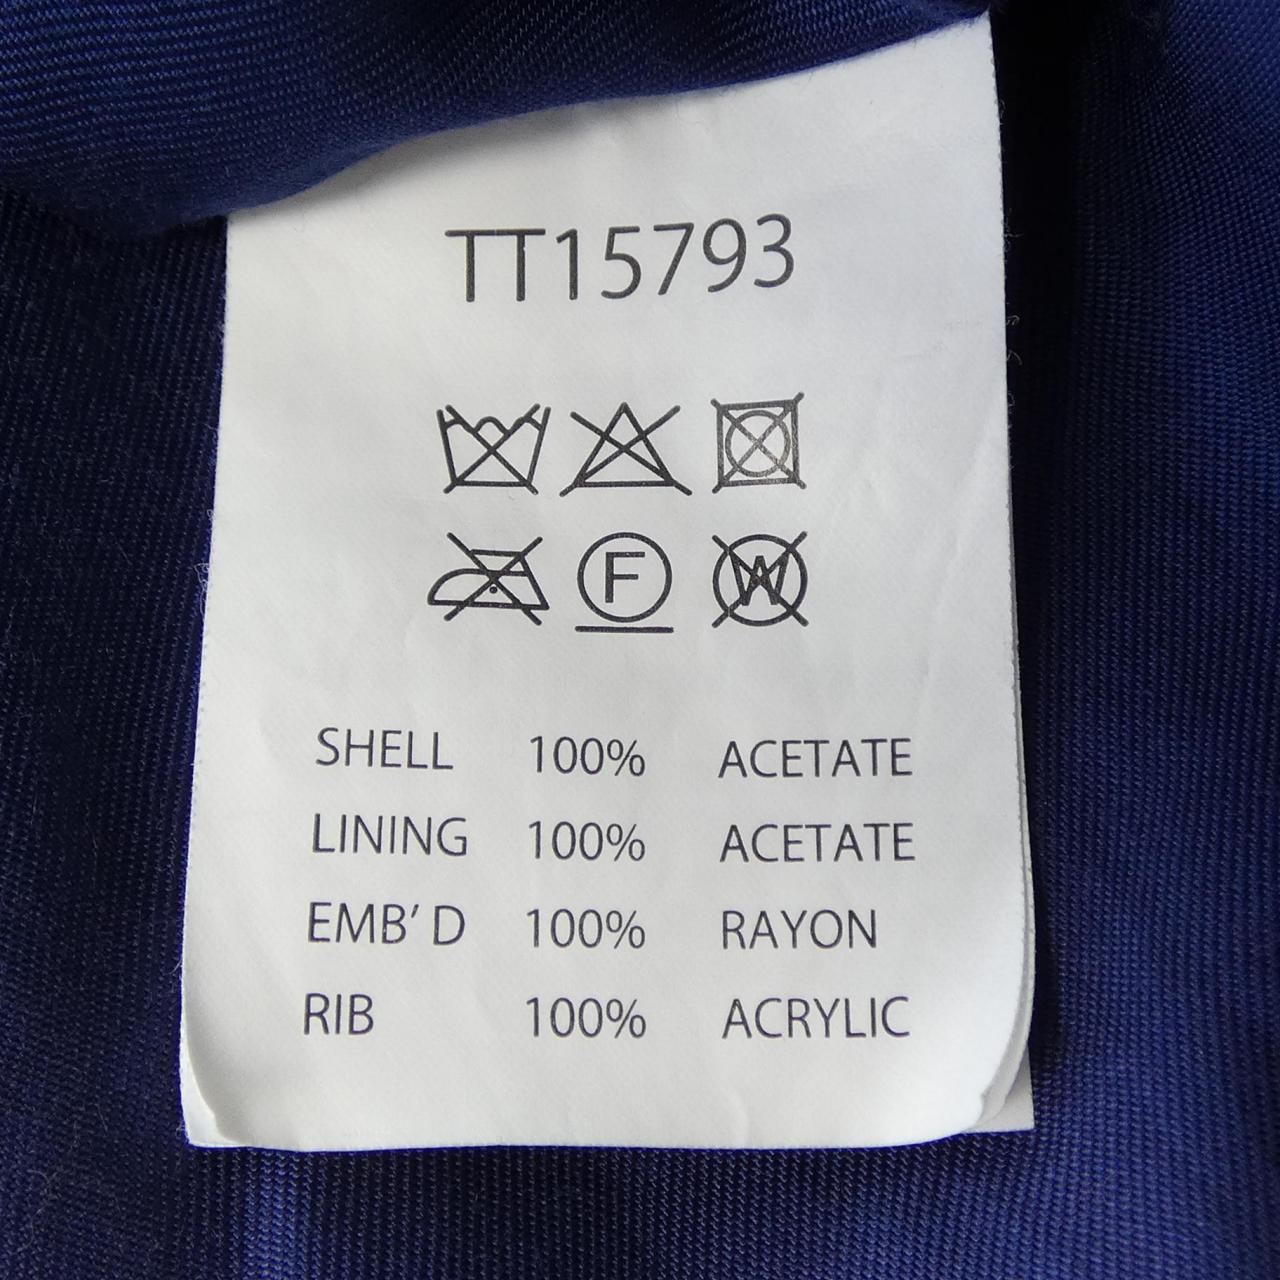 TT15793
F W
SHELL 100% ACETATE
LINING 100% ACETATE
EMB' D 100% RAYON
RIB 100% ACRYLIC